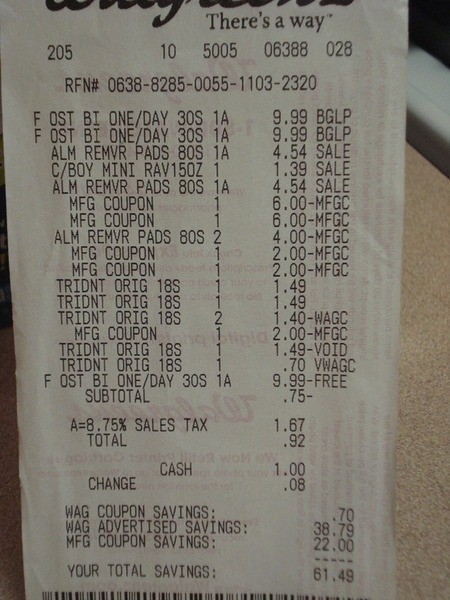 Walgreens
There's a way™
205 10 5005 06388 028
RFN# 0638-8285-0055-1103-2320
F OST BI ONE/DAY 30S 1A 9.99 BGLP
F OST BI ONE/DAY 30S 1A 9.99 BGLP
ALM REMVR PADS 80S 1A 4.54 SALE
C/BOY MINI RAV15OZ 1 1.39 SALE
ALM REMVR PADS 80S 1A 4.54 SALE
MFG COUPON 1 6.00-MFGC
MFG COUPON 1 6.00-MFGC
ALM REMVR PADS 80S 2 4.00-MFGC
MFG COUPON 1 2.00-MFGC
MFG COUPON 1 2.00-MFGC
TRIDNT ORIG 18S 1 1.49
TRIDNT ORIG 18S 1 1.49
TRIDNT ORIG 18S 2 1.40-WAGC
MFG COUPON 1 2.00-MFGC
TRIDNT ORIG 18S 1 1.49-VOID
TRIDNT ORIG 18S 1 .70 VWAGC
F OST BI ONE/DAY 30S 1A 9.99-FREE
SUBTOTAL .75-
A=8.75% SALES TAX 1.67
TOTAL .92
CASH 1.00
CHANGE .08
WAG COUPON SAVINGS: .70
WAG ADVERTISED SAVINGS: 38.79
MFG COUPON SAVINGS: 22.00
-----
YOUR TOTAL SAVINGS: 61.49